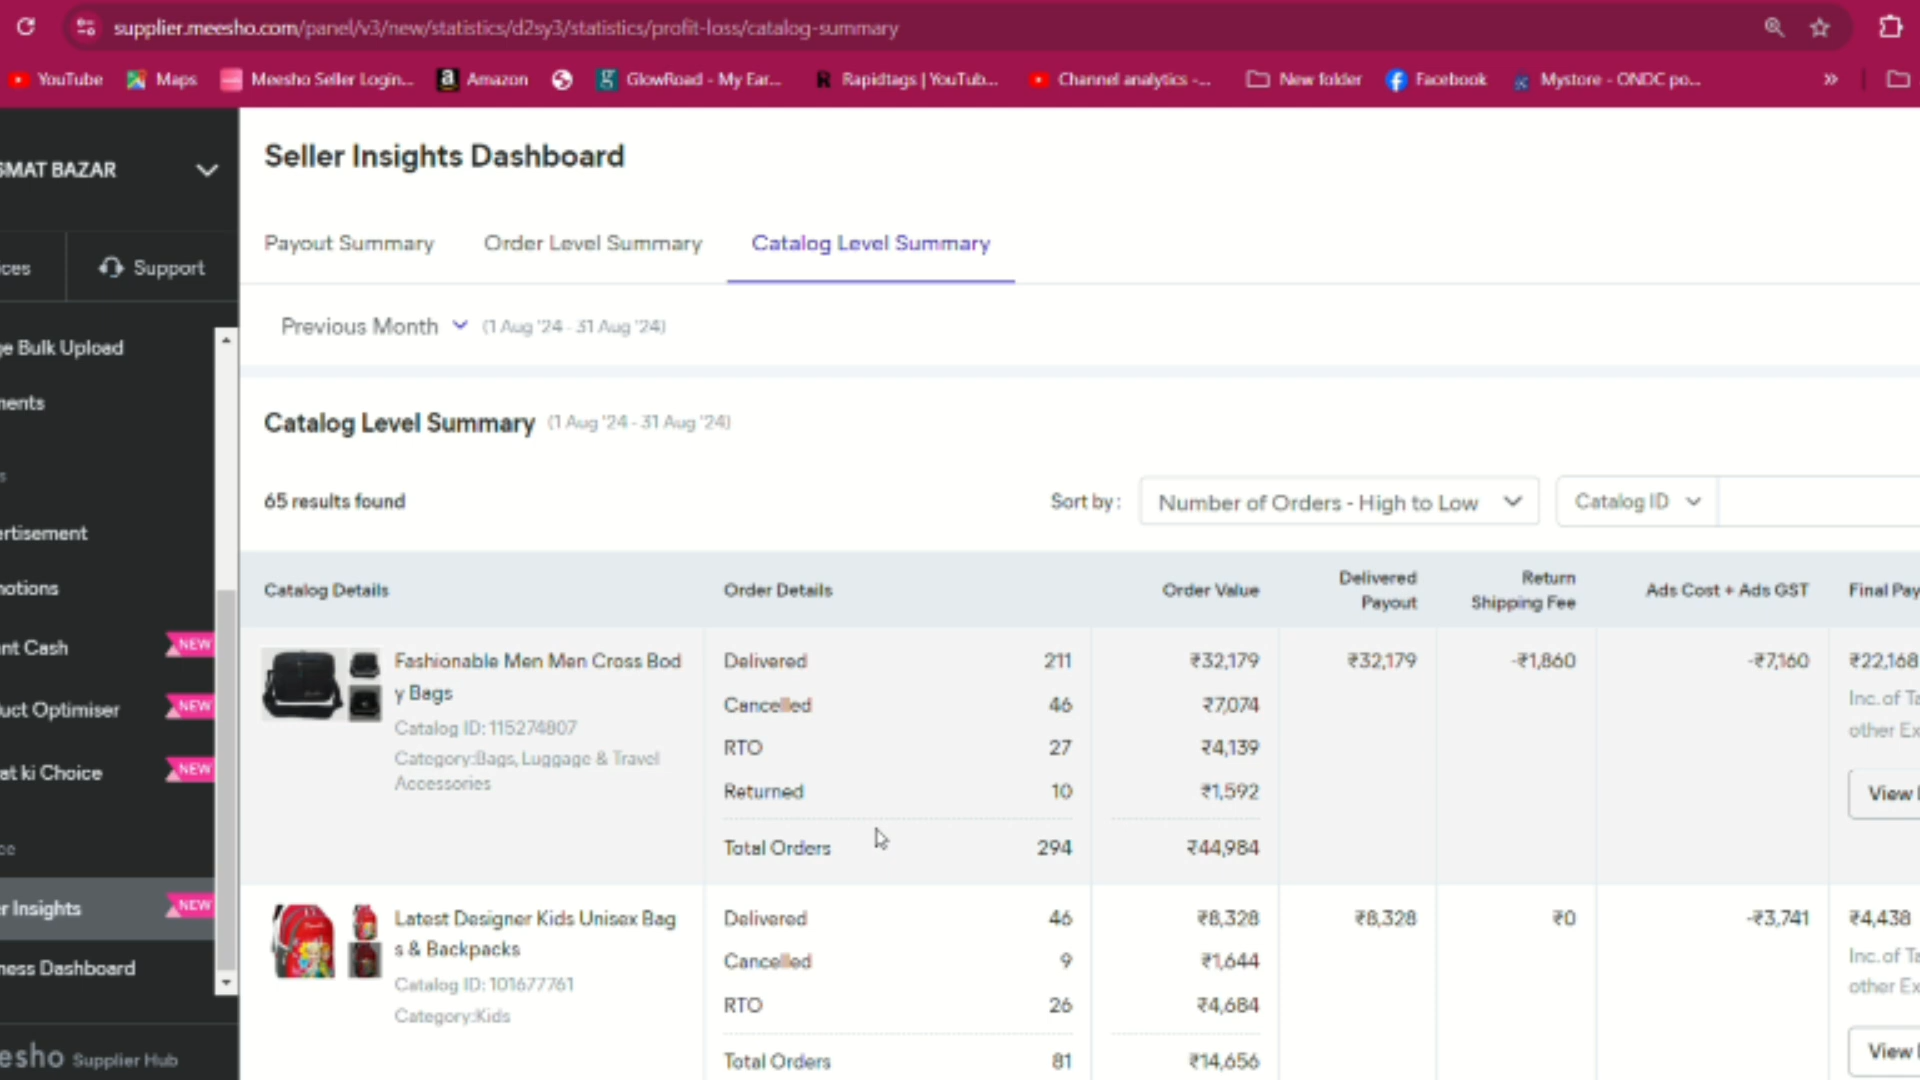 supplier.meesho.com/panel/v3/new/statistics/d2sy3/statistics/profit-loss/catalog-summary
YouTube Maps Meesho Seller Login... Amazon GlowRoad - My Ear... Rapidtags | YouTub... Channel analytics -... New folder Facebook Mystore - ONDC po... »
SMAT BAZAR
ces Support
ge Bulk Upload
ments
s
ertisement
notions
nt Cash NEW
uct Optimiser NEW
at ki Choice NEW
ce
r Insights NEW
ness Dashboard
esho Supplier Hub
Seller Insights Dashboard
Payout Summary Order Level Summary Catalog Level Summary
Previous Month (1 Aug '24 - 31 Aug '24)
Catalog Level Summary (1 Aug '24 - 31 Aug '24)
65 results found Sort by: Number of Orders - High to Low Catalog ID
Catalog Details Order Details Order Value Delivered Payout Return Shipping Fee Ads Cost + Ads GST Final Pay
Fashionable Men Men Cross Bod
y Bags
Catalog ID: 115274807
Category:Bags, Luggage & Travel
Accessories
Delivered 211 ₹32,179 ₹32,179 -₹1,860 -₹7,160 ₹22,168
Cancelled 46 ₹7,074
RTO 27 ₹4,139
Returned 10 ₹1,592
Total Orders 294 ₹44,984
Inc. of Ta
other Ex
View
Latest Designer Kids Unisex Bag
s & Backpacks
Catalog ID: 101677761
Category:Kids
Delivered 46 ₹8,328 ₹8,328 ₹0 -₹3,741 ₹4,438
Cancelled 9 ₹1,644
RTO 26 ₹4,684
Total Orders 81 ₹14,656
Inc. of Ta
other Ex
View